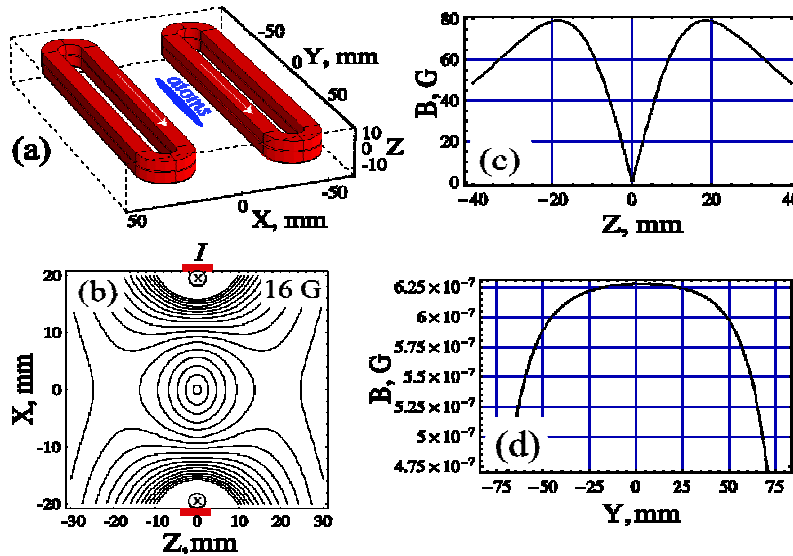 (a)
atoms
-50
0
50
Y, mm
10
0
-10
Z
50
0
-50
X, mm
B, G
80
60
40
20
0
(c)
-40
-20
0
20
40
Z, mm
I
(b)
16 G
X, mm
20
10
0
-10
-20
-30
-20
-10
0
10
20
30
Z, mm
B, G
6.25×10⁻⁷
6×10⁻⁷
5.75×10⁻⁷
5.5×10⁻⁷
5.25×10⁻⁷
5×10⁻⁷
4.75×10⁻⁷
(d)
-75
-50
-25
0
25
50
75
Y, mm